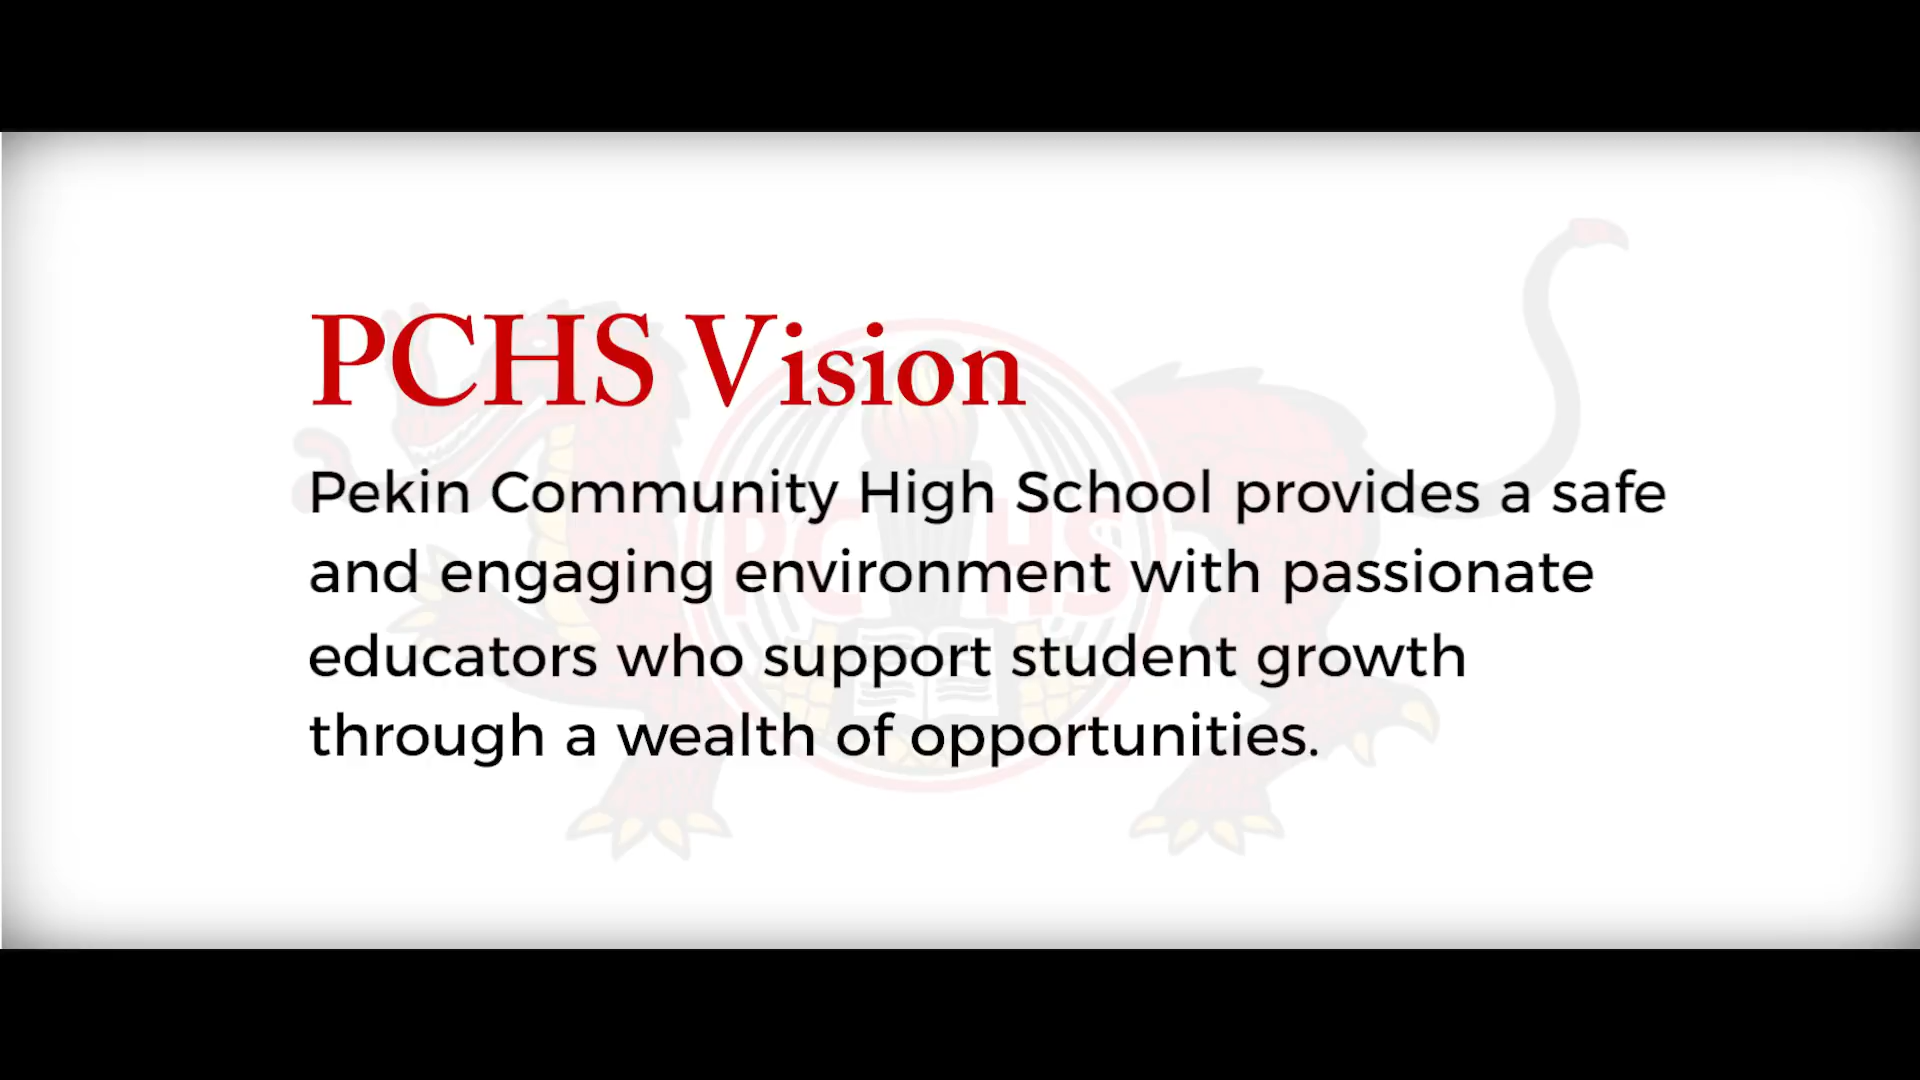 PCHS Vision
Pekin Community High School provides a safe
and engaging environment with passionate
educators who support student growth
through a wealth of opportunities.
PCHS